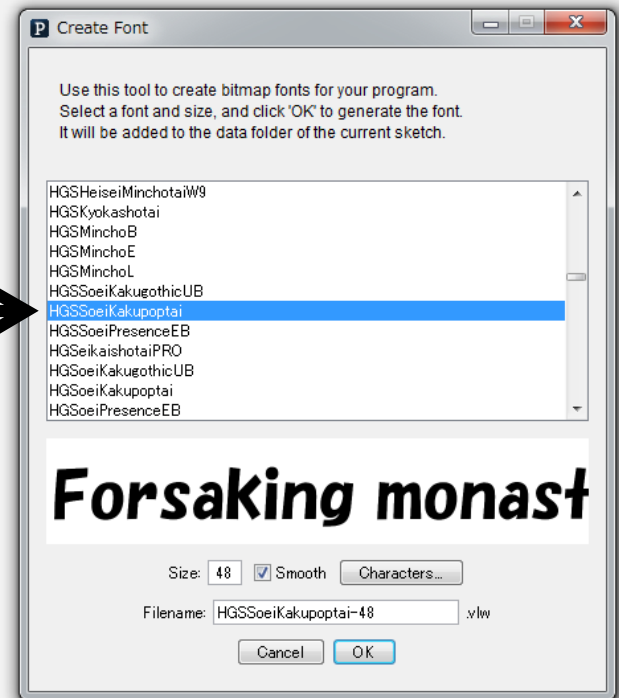 Create Font
Use this tool to create bitmap fonts for your program.
Select a font and size, and click 'OK' to generate the font.
It will be added to the data folder of the current sketch.
HGSHeiseiMinchotaiW9
HGSKyokashotai
HGSMinchoB
HGSMinchoE
HGSMinchoL
HGSSoeiKakugothicUB
HGSSoeiKakupoptai
HGSSoeiPresenceEB
HGSeikaishotaiPRO
HGSoeiKakugothicUB
HGSoeiKakupoptai
HGSoeiPresenceEB
Forsaking monast
Size: 48 Smooth Characters...
Filename: HGSSoeiKakupoptai-48 .vlw
Cancel OK